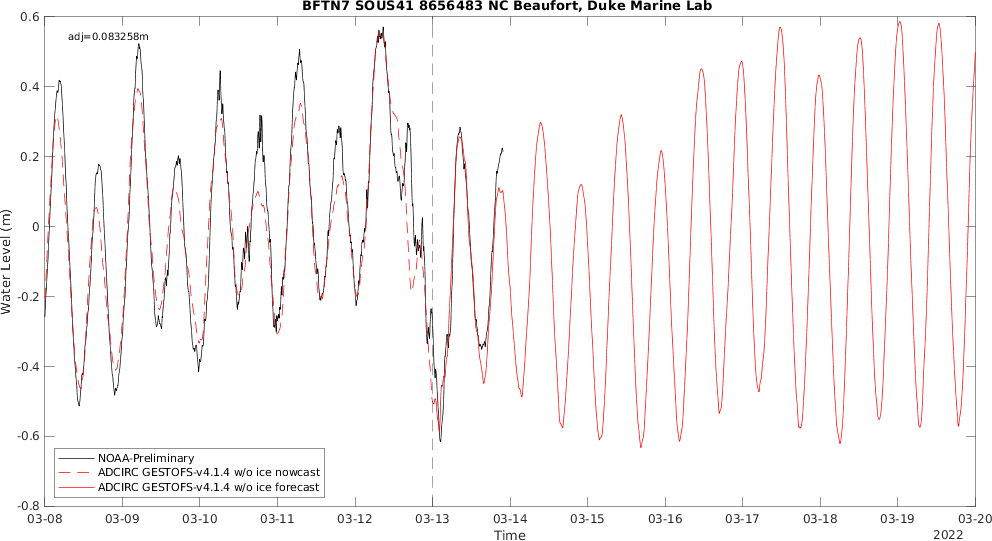 BFTN7 SOUS41 8656483 NC Beaufort, Duke Marine Lab
adj=0.083258m
0.6
0.4
0.2
0
-0.2
-0.4
-0.6
-0.8
Water Level (m)
NOAA-Preliminary
ADCIRC GESTOFS-v4.1.4 w/o ice nowcast
ADCIRC GESTOFS-v4.1.4 w/o ice forecast
03-08 03-09 03-10 03-11 03-12 03-13 03-14 03-15 03-16 03-17 03-18 03-19 03-20
Time
2022